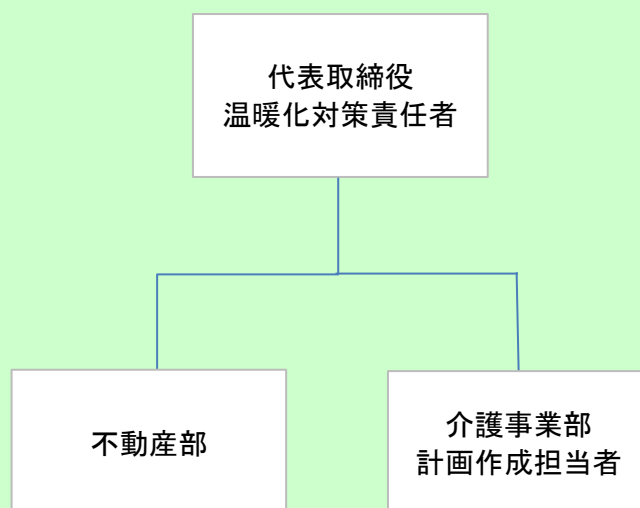 代表取締役
温暖化対策責任者
不動産部
介護事業部
計画作成担当者